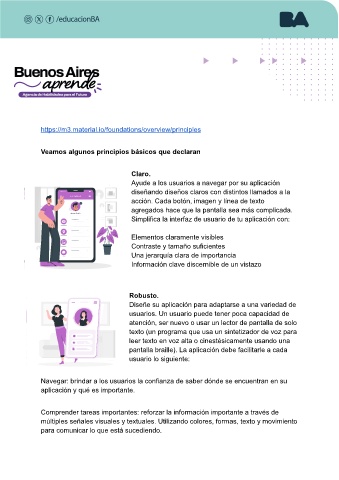 /educacionBA
BA
Buenos Aires
aprende
Agencia de Habilidades para el Futuro
https://m3.material.io/foundations/overview/principles
Veamos algunos principios básicos que declaran
Claro.
Ayude a los usuarios a navegar por su aplicación
diseñando diseños claros con distintos llamados a la
acción. Cada botón, imagen y línea de texto
agregados hace que la pantalla sea más complicada.
Simplifica la interfaz de usuario de tu aplicación con:
Elementos claramente visibles
Contraste y tamaño suficientes
Una jerarquía clara de importancia
Información clave discernible de un vistazo
Robusto.
Diseñe su aplicación para adaptarse a una variedad de
usuarios. Un usuario puede tener poca capacidad de
atención, ser nuevo o usar un lector de pantalla de solo
texto (un programa que usa un sintetizador de voz para
leer texto en voz alta o cinestésicamente usando una
pantalla braille). La aplicación debe facilitarle a cada
usuario lo siguiente:
Navegar: brindar a los usuarios la confianza de saber dónde se encuentran en su
aplicación y qué es importante.
Comprender tareas importantes: reforzar la información importante a través de
múltiples señales visuales y textuales. Utilizando colores, formas, texto y movimiento
para comunicar lo que está sucediendo.